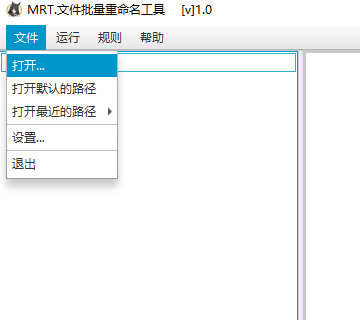 MRT.文件批量重命名工具 [v]1.0
文件 运行 规则 帮助
打开...
打开默认的路径
打开最近的路径
设置...
退出